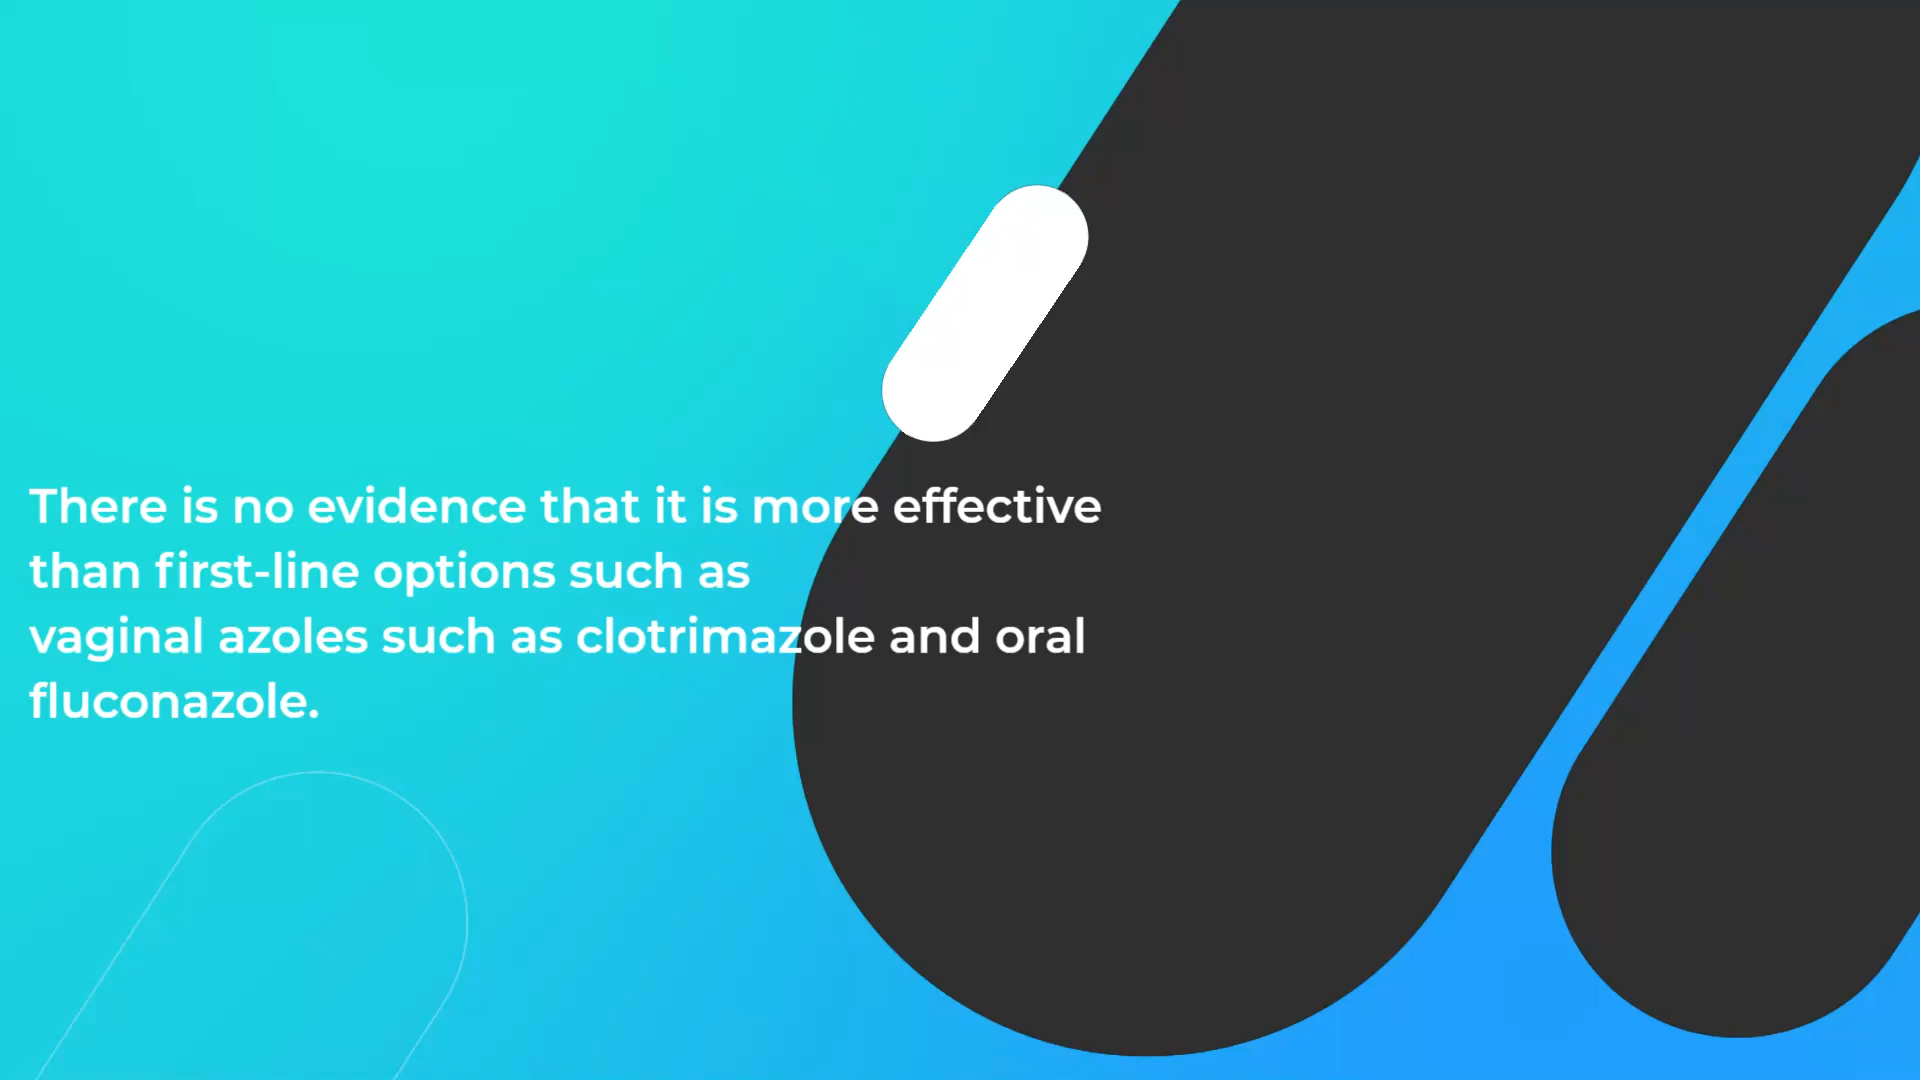 There is no evidence that it is more effective
than first-line options such as
vaginal azoles such as clotrimazole and oral
fluconazole.